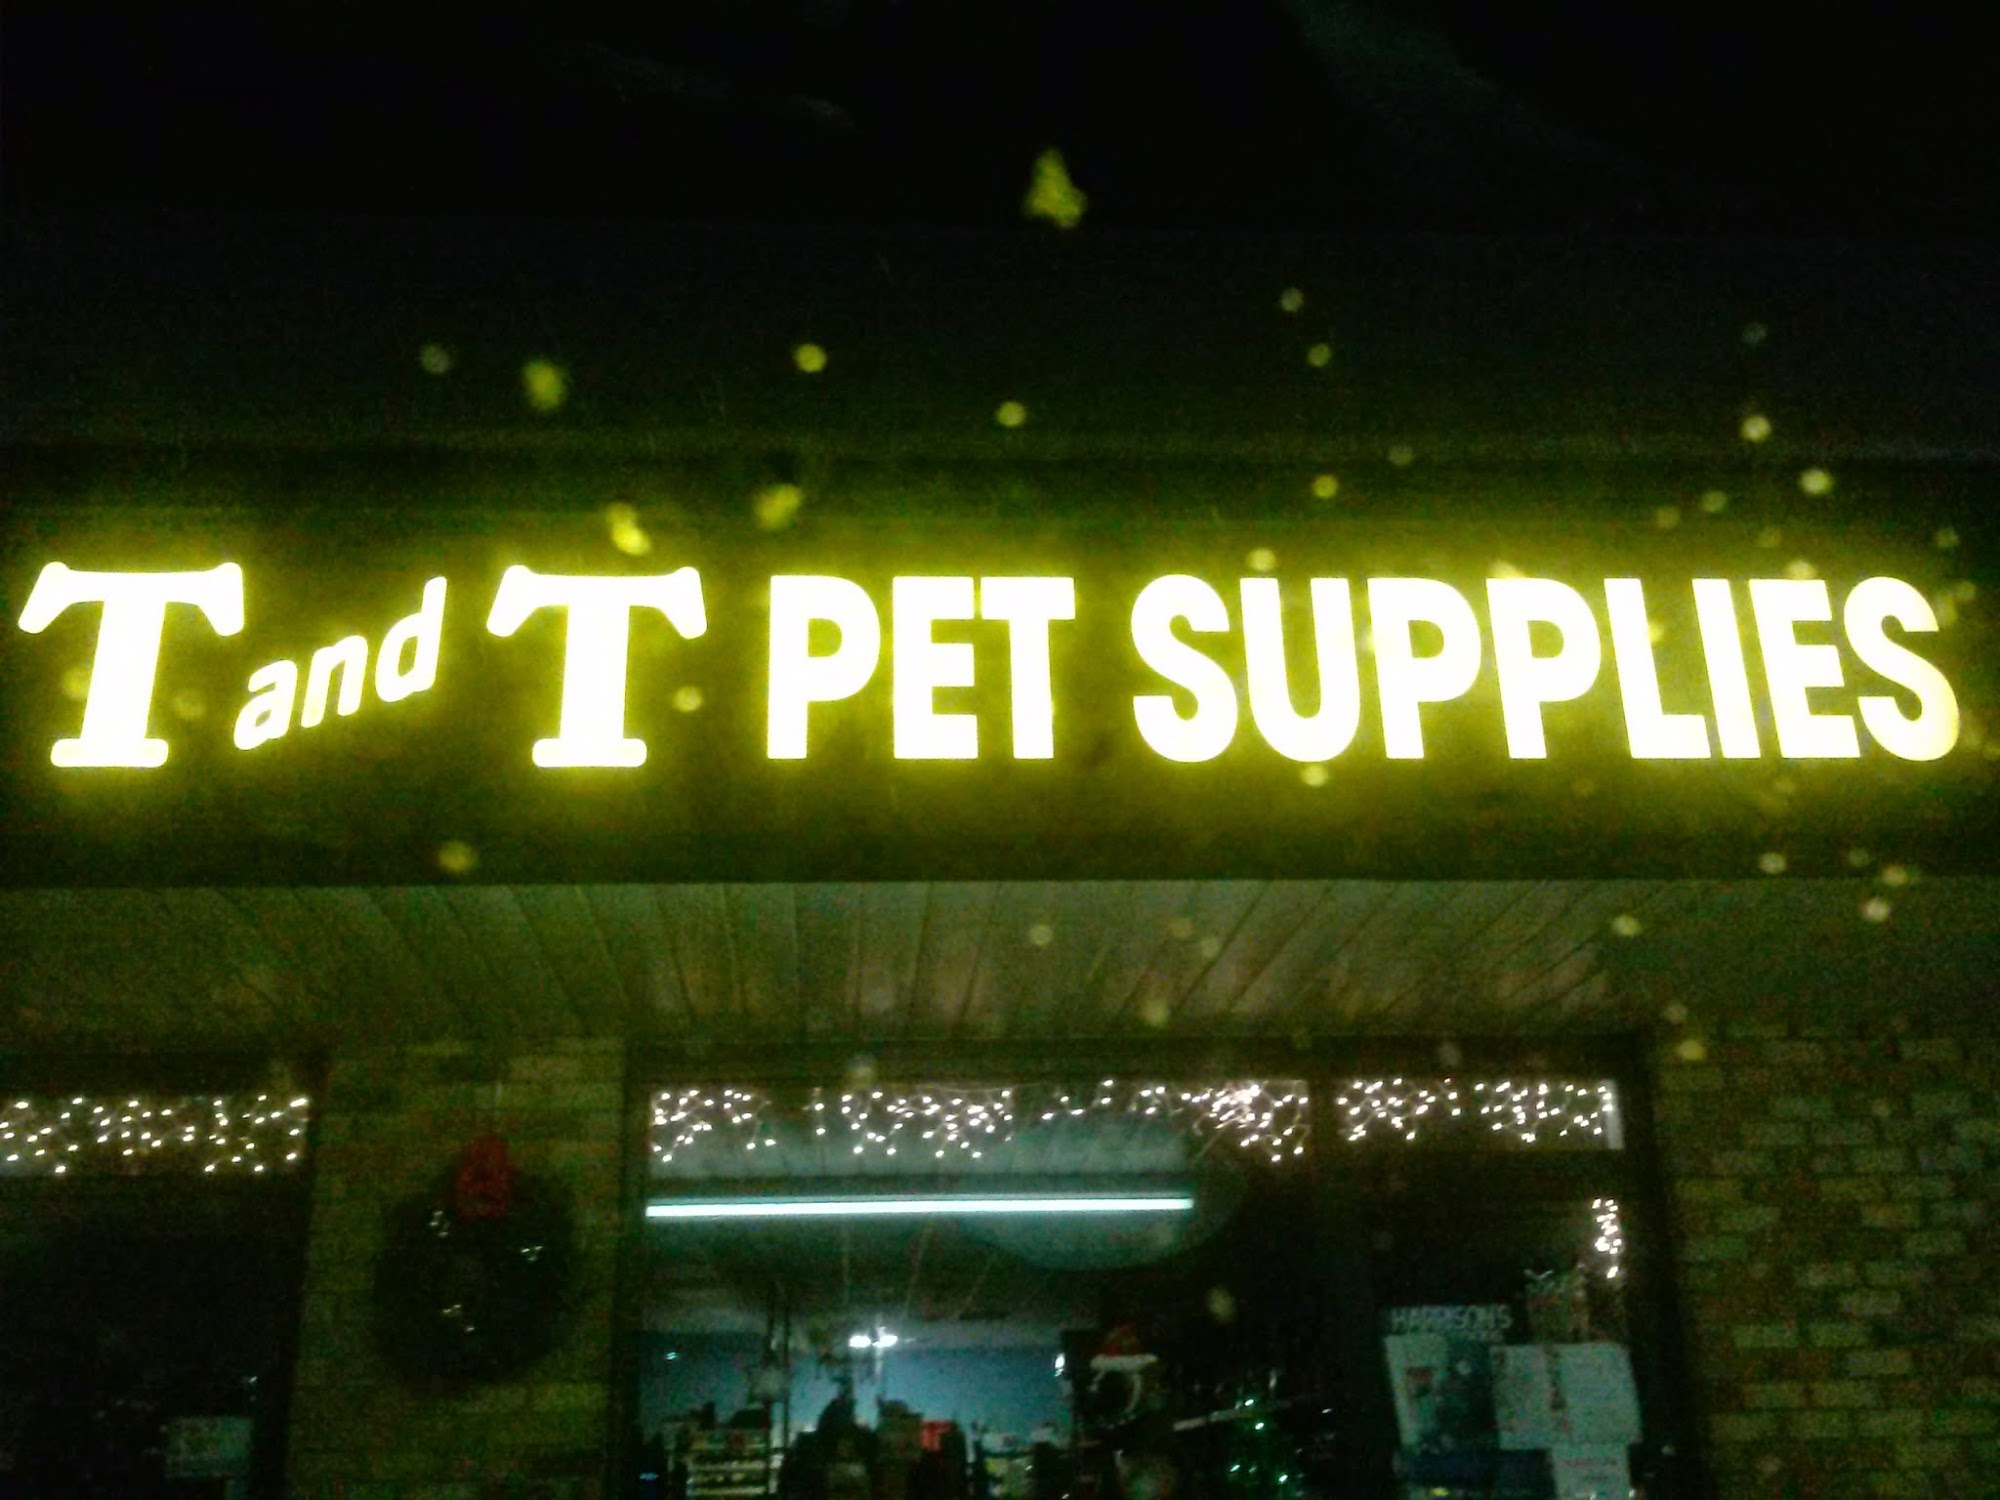 T and T PET SUPPLIES
HARRISON'S